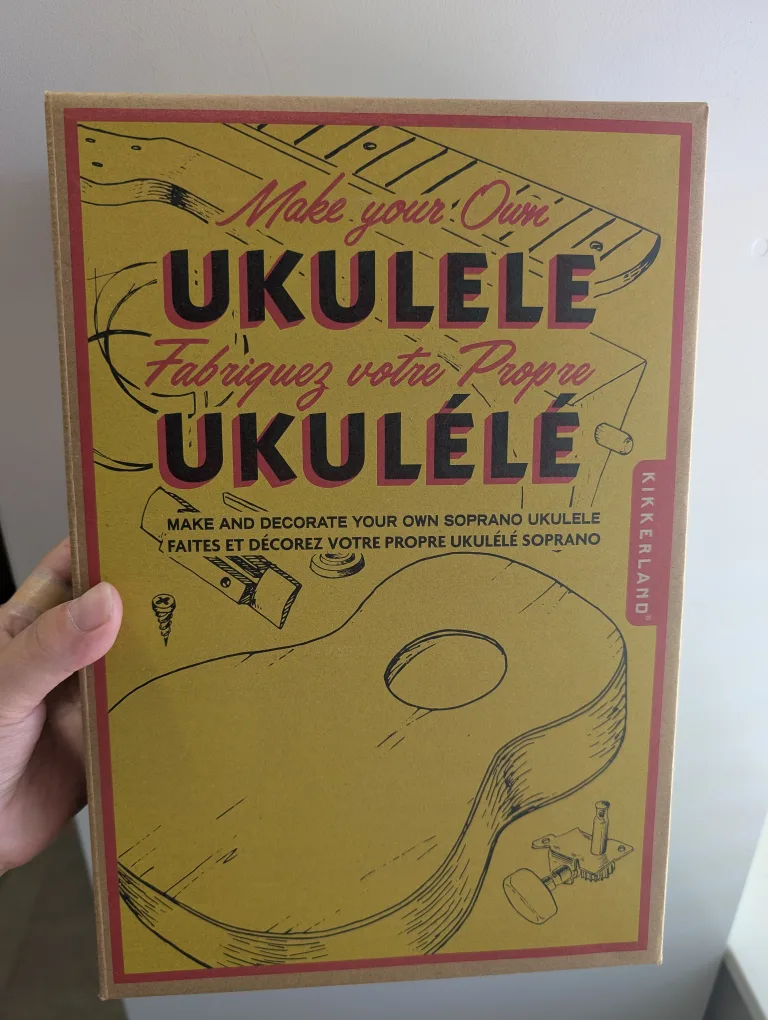 Make your Own
UKULELE
Fabriquez votre Propre
UKULÉLÉ
MAKE AND DECORATE YOUR OWN SOPRANO UKULELE
FAITES ET DÉCOREZ VOTRE PROPRE UKULÉLÉ SOPRANO
KIKKERLAND®